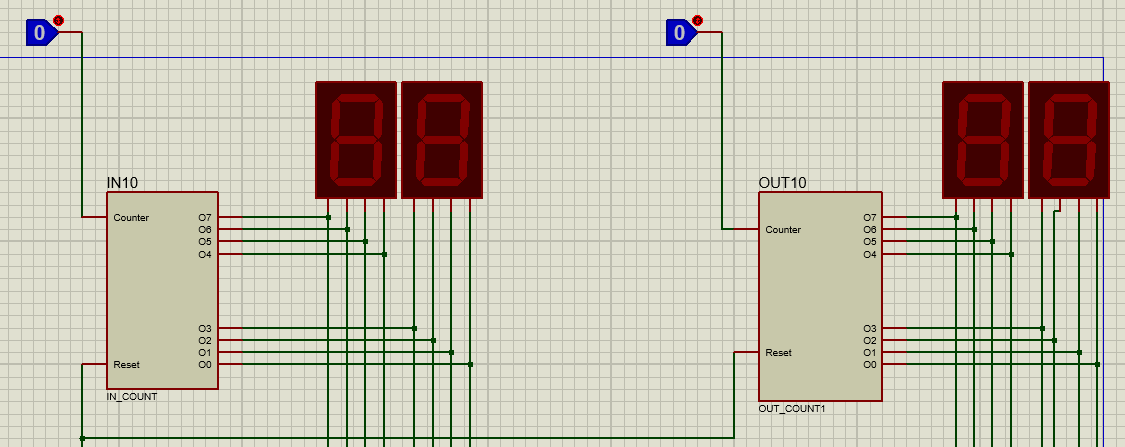 0
0
IN10
Counter
O7
O6
O5
O4
O3
O2
O1
O0
Reset
IN_COUNT
OUT10
Counter
O7
O6
O5
O4
O3
O2
O1
O0
Reset
OUT_COUNT1